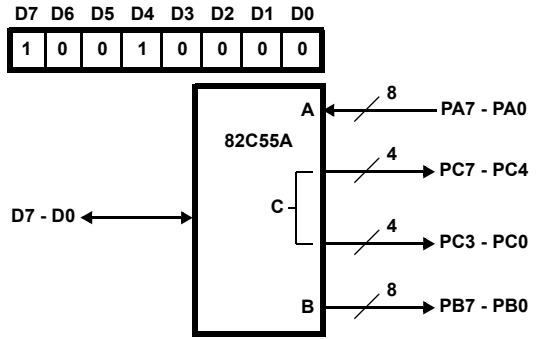 D7 D6 D5 D4 D3 D2 D1 D0
1 0 0 1 0 0 0 0
A
8
PA7 - PA0
82C55A
4
PC7 - PC4
C
D7 - D0
4
PC3 - PC0
B
8
PB7 - PB0